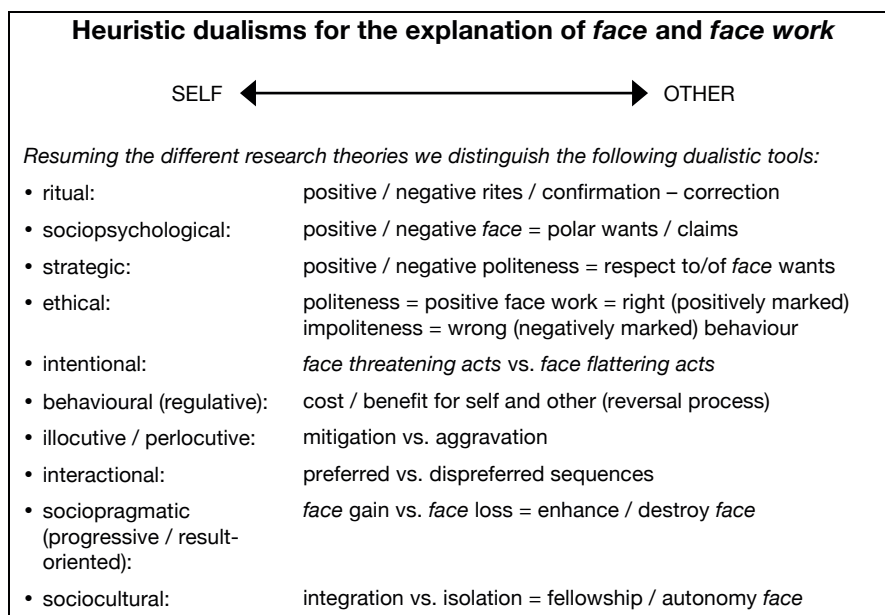 Heuristic dualisms for the explanation of face and face work
SELF OTHER
Resuming the different research theories we distinguish the following dualistic tools:
• ritual: positive / negative rites / confirmation – correction
• sociopsychological: positive / negative face = polar wants / claims
• strategic: positive / negative politeness = respect to/of face wants
• ethical: politeness = positive face work = right (positively marked)
impoliteness = wrong (negatively marked) behaviour
• intentional: face threatening acts vs. face flattering acts
• behavioural (regulative): cost / benefit for self and other (reversal process)
• illocutive / perlocutive: mitigation vs. aggravation
• interactional: preferred vs. dispreferred sequences
• sociopragmatic face gain vs. face loss = enhance / destroy face
(progressive / result-
oriented):
• sociocultural: integration vs. isolation = fellowship / autonomy face